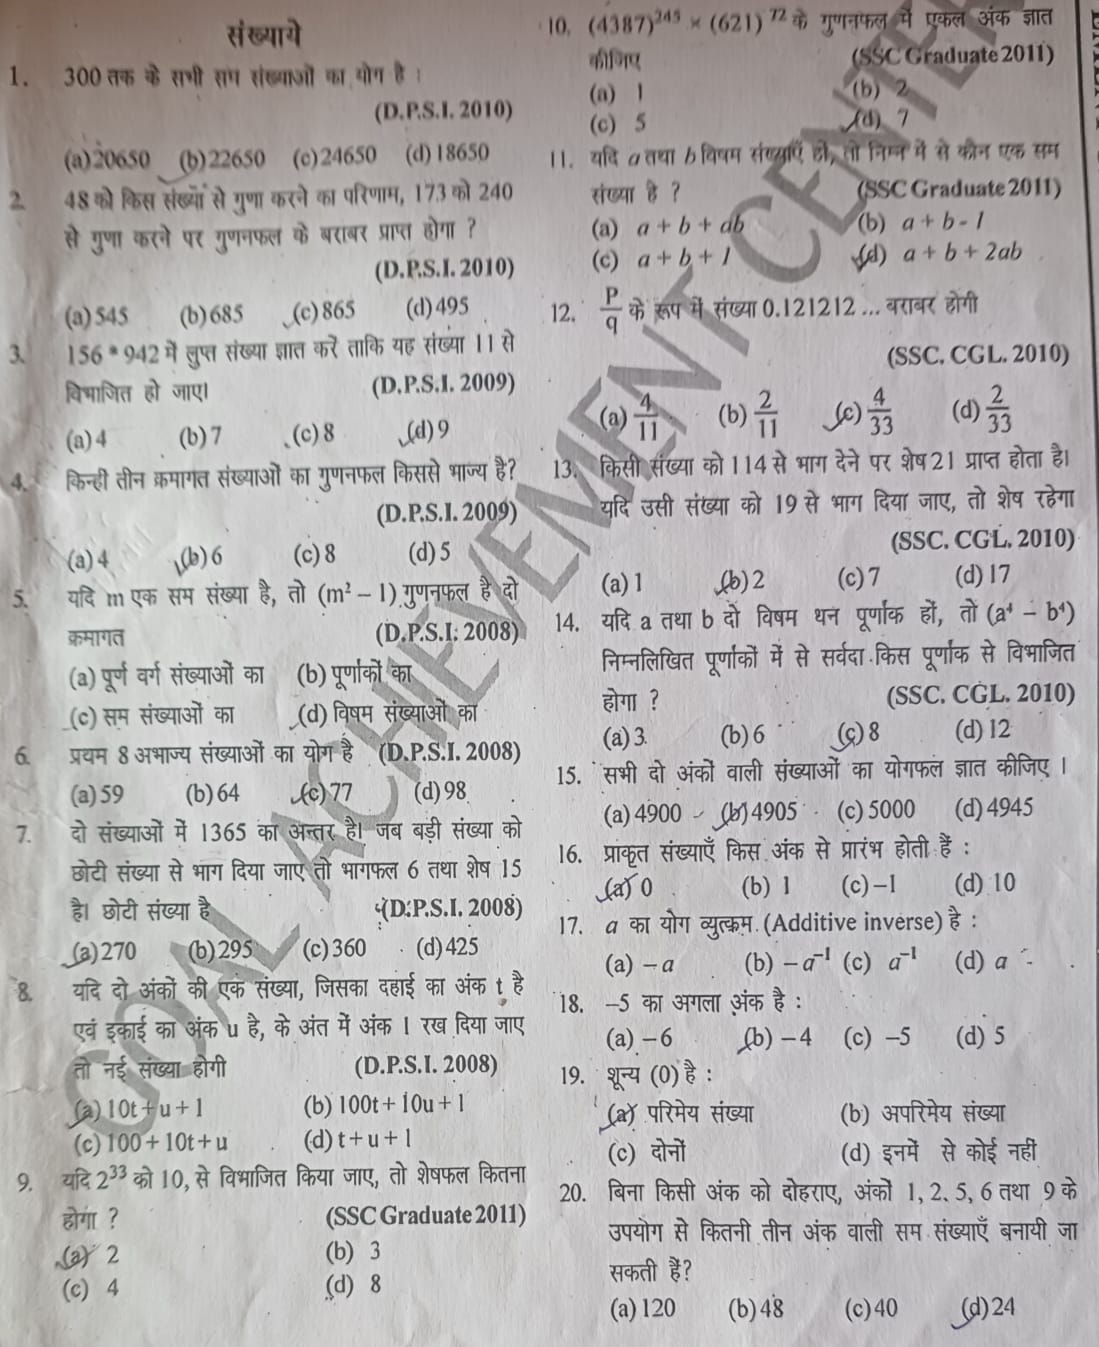 संख्याये
1. 300 तक के सभी सम संख्याओं का योग है।
(D.P.S.I. 2010)
(a) 20650 (b) 22650 (c) 24650 (d) 18650
2. 48 को किस संख्या से गुणा करने का परिणाम, 173 को 240
से गुणा करने पर गुणनफल के बराबर प्राप्त होगा ?
(D.P.S.I. 2010)
(a) 545 (b) 685 (c) 865 (d) 495
3. 156 * 942 में लुप्त संख्या ज्ञात करें ताकि यह संख्या 11 से
विभाजित हो जाए। (D.P.S.I. 2009)
(a) 4 (b) 7 (c) 8 (d) 9
4. किन्ही तीन क्रमागत संख्याओं का गुणनफल किससे भाज्य है?
(D.P.S.I. 2009)
(a) 4 (b) 6 (c) 8 (d) 5
5. यदि m एक सम संख्या है, तो (m² – 1) गुणनफल है दो
क्रमागत (D.P.S.I. 2008)
(a) पूर्ण वर्ग संख्याओं का (b) पूर्णांकों का
(c) सम संख्याओं का (d) विषम संख्याओं का
6. प्रथम 8 अभाज्य संख्याओं का योग है (D.P.S.I. 2008)
(a) 59 (b) 64 (c) 77 (d) 98
7. दो संख्याओं में 1365 का अन्तर है। जब बड़ी संख्या को
छोटी संख्या से भाग दिया जाए तो भागफल 6 तथा शेष 15
है। छोटी संख्या है (D.P.S.I. 2008)
(a) 270 (b) 295 (c) 360 (d) 425
8. यदि दो अंकों की एक संख्या, जिसका दहाई का अंक t है
एवं इकाई का अंक u है, के अंत में अंक 1 रख दिया जाए
तो नई संख्या होगी (D.P.S.I. 2008)
(a) 10t + u + 1 (b) 100t + 10u + 1
(c) 100 + 10t + u (d) t + u + 1
9. यदि 2³³ को 10, से विभाजित किया जाए, तो शेषफल कितना
होगा ? (SSC Graduate 2011)
(a) 2 (b) 3
(c) 4 (d) 8
10. (4387)²⁴⁵ × (621)⁷² के गुणनफल में एकल अंक ज्ञात
कीजिए (SSC Graduate 2011)
(a) 1 (b) 2
(c) 5 (d) 7
11. यदि a तथा b विषम संख्याएँ हों, तो निम्न में से कौन एक सम
संख्या है ? (SSC Graduate 2011)
(a) a + b + ab (b) a + b - 1
(c) a + b + 1 (d) a + b + 2ab
12. P/q के रूप में संख्या 0.121212 ... बराबर होगी
(SSC. CGL. 2010)
(a) 4/11 (b) 2/11 (c) 4/33 (d) 2/33
13. किसी संख्या को 114 से भाग देने पर शेष 21 प्राप्त होता है।
यदि उसी संख्या को 19 से भाग दिया जाए, तो शेष रहेगा
(SSC. CGL. 2010)
(a) 1 (b) 2 (c) 7 (d) 17
14. यदि a तथा b दो विषम धन पूर्णांक हों, तों (a⁴ – b⁴)
निम्नलिखित पूर्णांकों में से सर्वदा किस पूर्णांक से विभाजित
होगा ? (SSC. CGL. 2010)
(a) 3 (b) 6 (c) 8 (d) 12
15. सभी दो अंकों वाली संख्याओं का योगफल ज्ञात कीजिए।
(a) 4900 (b) 4905 (c) 5000 (d) 4945
16. प्राकृत संख्याएँ किस अंक से प्रारंभ होती हैं :
(a) 0 (b) 1 (c) –1 (d) 10
17. a का योग व्युत्क्रम (Additive inverse) है :
(a) – a (b) – a⁻¹ (c) a⁻¹ (d) a
18. –5 का अगला अंक है :
(a) – 6 (b) – 4 (c) –5 (d) 5
19. शून्य (0) है :
(a) परिमेय संख्या (b) अपरिमेय संख्या
(c) दोनों (d) इनमें से कोई नहीं
20. बिना किसी अंक को दोहराए, अंकों 1, 2, 5, 6 तथा 9 के
उपयोग से कितनी तीन अंक वाली सम संख्याएँ बनायी जा
सकती हैं?
(a) 120 (b) 48 (c) 40 (d) 24
GOAL ACHIEVEMENT CENTER